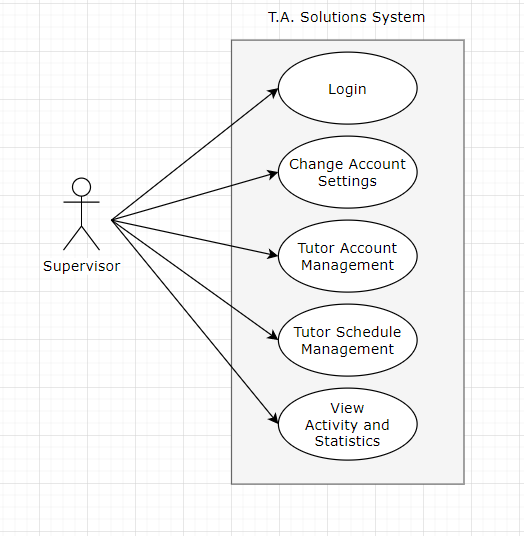 T.A. Solutions System
Login
Change Account
Settings
Tutor Account
Management
Supervisor
Tutor Schedule
Management
View
Activity and
Statistics